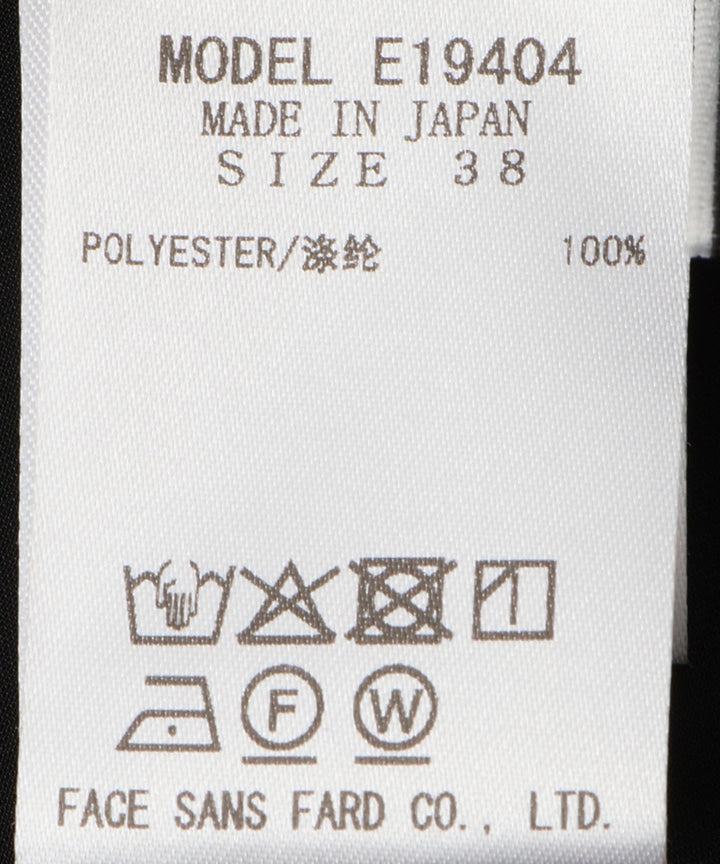 MODEL E19404
MADE IN JAPAN
SIZE 38
POLYESTER/涤纶 100%
F W
FACE SANS FARD CO., LTD.